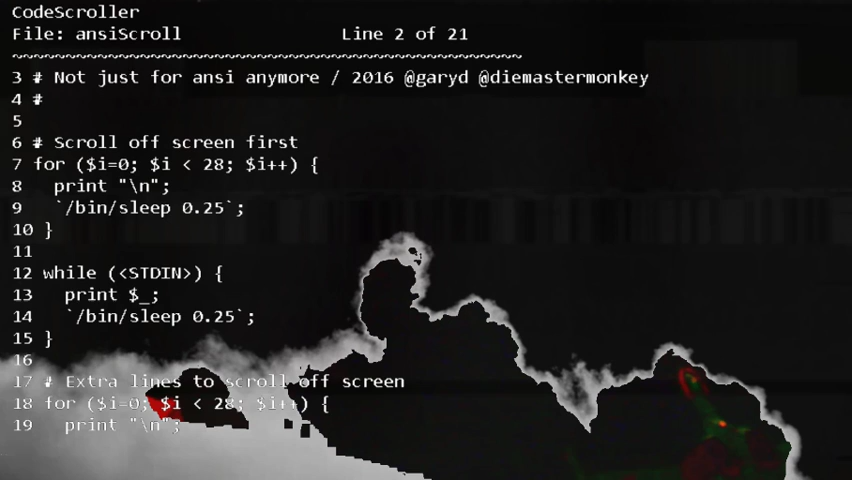 CodeScroller
File: ansiScroll Line 2 of 21
~~~~~~~~~~~~~~~~~~~~~~~~~~~~~~~~~~~~~~~~~~~~~~~~
3 # Not just for ansi anymore / 2016 @garyd @diemastermonkey
4 #
5
6 # Scroll off screen first
7 for ($i=0; $i < 28; $i++) {
8   print "\n";
9   `/bin/sleep 0.25`;
10 }
11
12 while (<STDIN>) {
13   print $_;
14   `/bin/sleep 0.25`;
15 }
16
17 # Extra lines to scroll off screen
18 for ($i=0; $i < 28; $i++) {
19   print "\n";